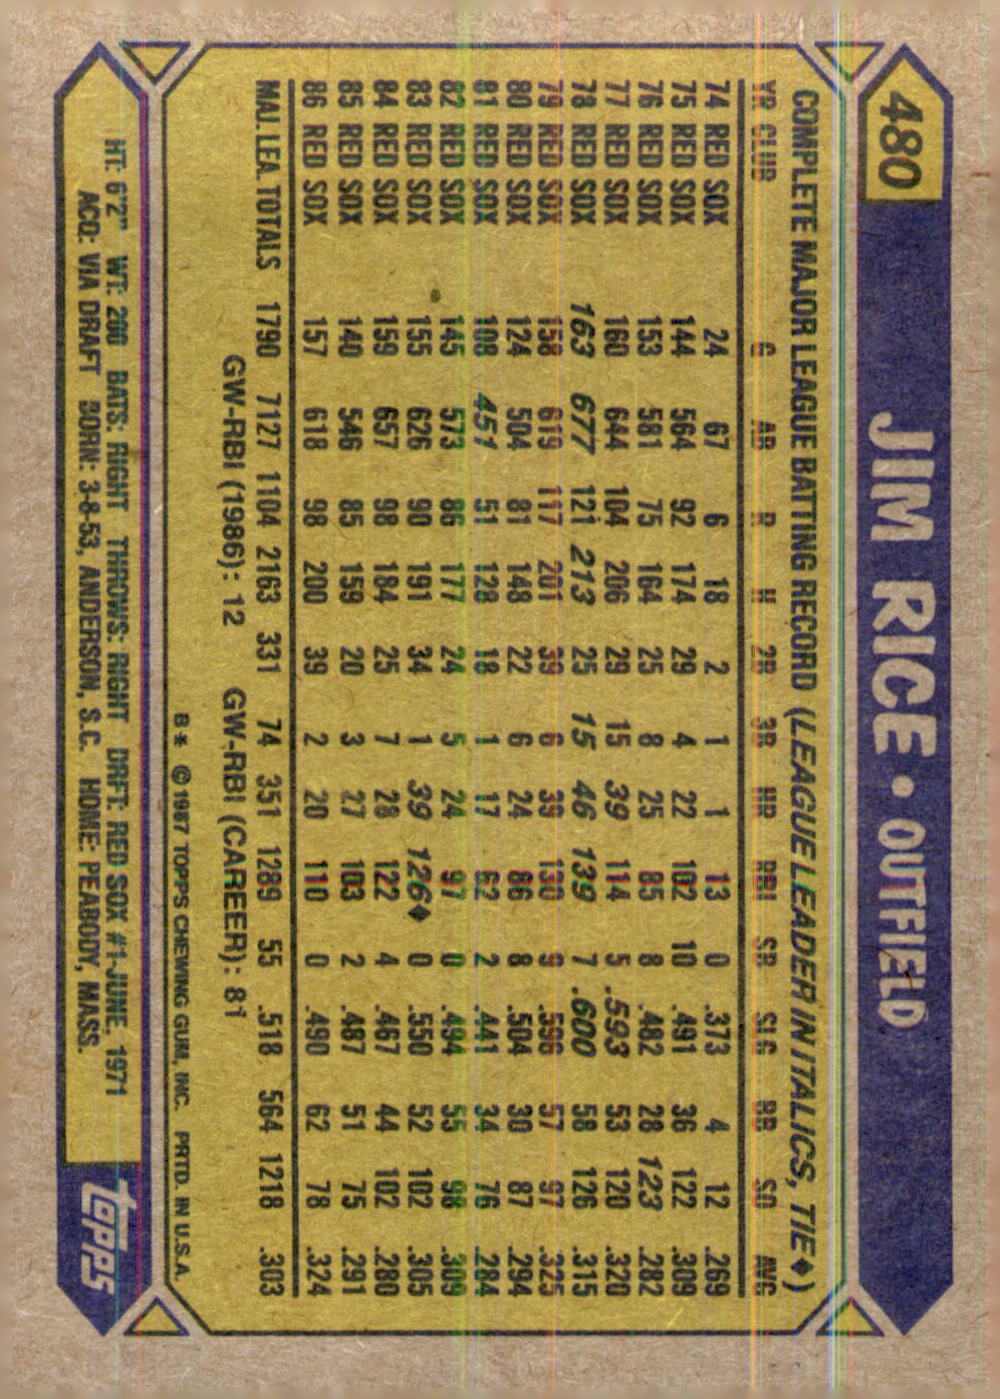 480 JIM RICE • OUTFIELD
COMPLETE MAJOR LEAGUE BATTING RECORD (LEAGUE LEADER IN ITALICS, TIE♦)
YR CLUB G AB R H 2B 3B HR RBI SB SLG BB SO AVG
74 RED SOX 24 67 6 18 2 1 1 13 0 .373 4 12 .269
75 RED SOX 144 564 92 174 29 4 22 102 10 .491 36 122 .309
76 RED SOX 153 581 75 164 25 8 25 85 8 .482 28 123 .282
77 RED SOX 160 644 104 206 29 15 39 114 5 .593 53 120 .320
78 RED SOX 163 677 121 213 25 15 46 139 7 .600 58 126 .315
79 RED SOX 158 619 117 201 39 6 39 130 9 .596 57 97 .325
80 RED SOX 124 504 81 148 22 6 24 86 8 .504 30 87 .294
81 RED SOX 108 451 51 128 18 1 17 62 2 .441 34 76 .284
82 RED SOX 145 573 86 177 24 5 24 97 0 .494 55 98 .309
83 RED SOX 155 626 90 191 34 1 39 126♦ 0 .550 52 102 .305
84 RED SOX 159 657 98 184 25 7 28 122 4 .467 44 102 .280
85 RED SOX 140 546 85 159 20 3 27 103 2 .487 51 75 .291
86 RED SOX 157 618 98 200 39 2 20 110 0 .490 62 78 .324
MAJ. LEA. TOTALS 1790 7127 1104 2163 331 74 351 1289 55 .518 564 1218 .303
GW-RBI (1986): 12 GW-RBI (CAREER): 81
B* ©1987 TOPPS CHEWING GUM, INC. PRTD. IN U.S.A.
HT: 6'2" WT: 200 BATS: RIGHT THROWS: RIGHT DRFT: RED SOX #1-JUNE, 1971
ACQ: VIA DRAFT BORN: 3-8-53, ANDERSON, S.C. HOME: PEABODY, MASS.
topps